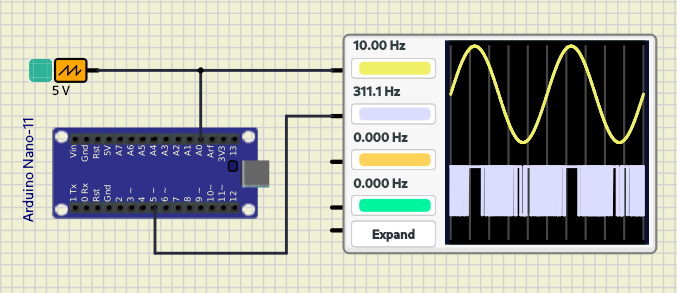 10.00 Hz
311.1 Hz
0.000 Hz
0.000 Hz
Expand
5 V
Arduino Nano-11
Vin Gnd Rst 5V A7 A6 A5 A4 A3 A2 A1 A0 Arf 3V3 13
1 Tx 0 Rx Rst Gnd 2 3 ~ 4 5 ~ 6 ~ 7 8 9 ~ 10~ 11~ 12